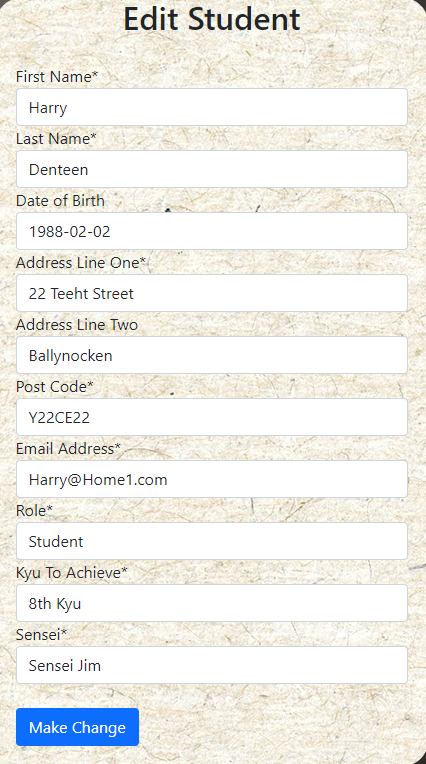 Edit Student
First Name*
Harry
Last Name*
Denteen
Date of Birth
1988-02-02
Address Line One*
22 Teeht Street
Address Line Two
Ballynocken
Post Code*
Y22CE22
Email Address*
Harry@Home1.com
Role*
Student
Kyu To Achieve*
8th Kyu
Sensei*
Sensei Jim
Make Change